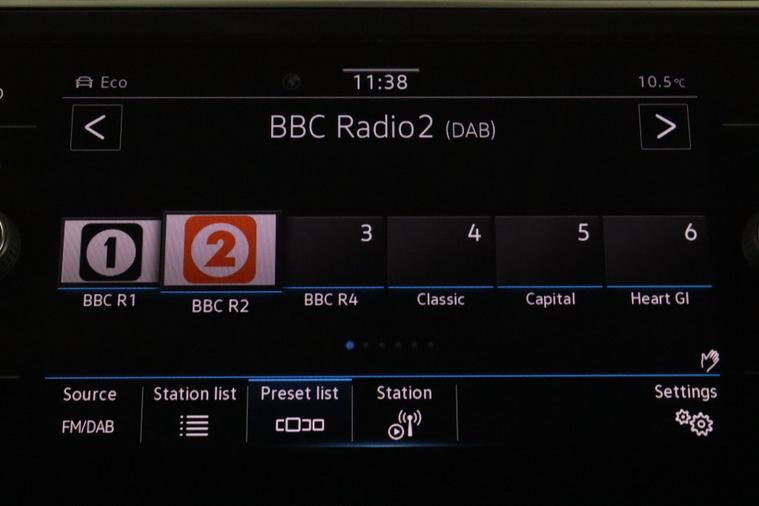 Eco 11:38 10.5°C
< BBC Radio2 (DAB) >
1 2 3 4 5 6
BBC R1 BBC R2 BBC R4 Classic Capital Heart Gl
Source Station list Preset list Station Settings
FM/DAB